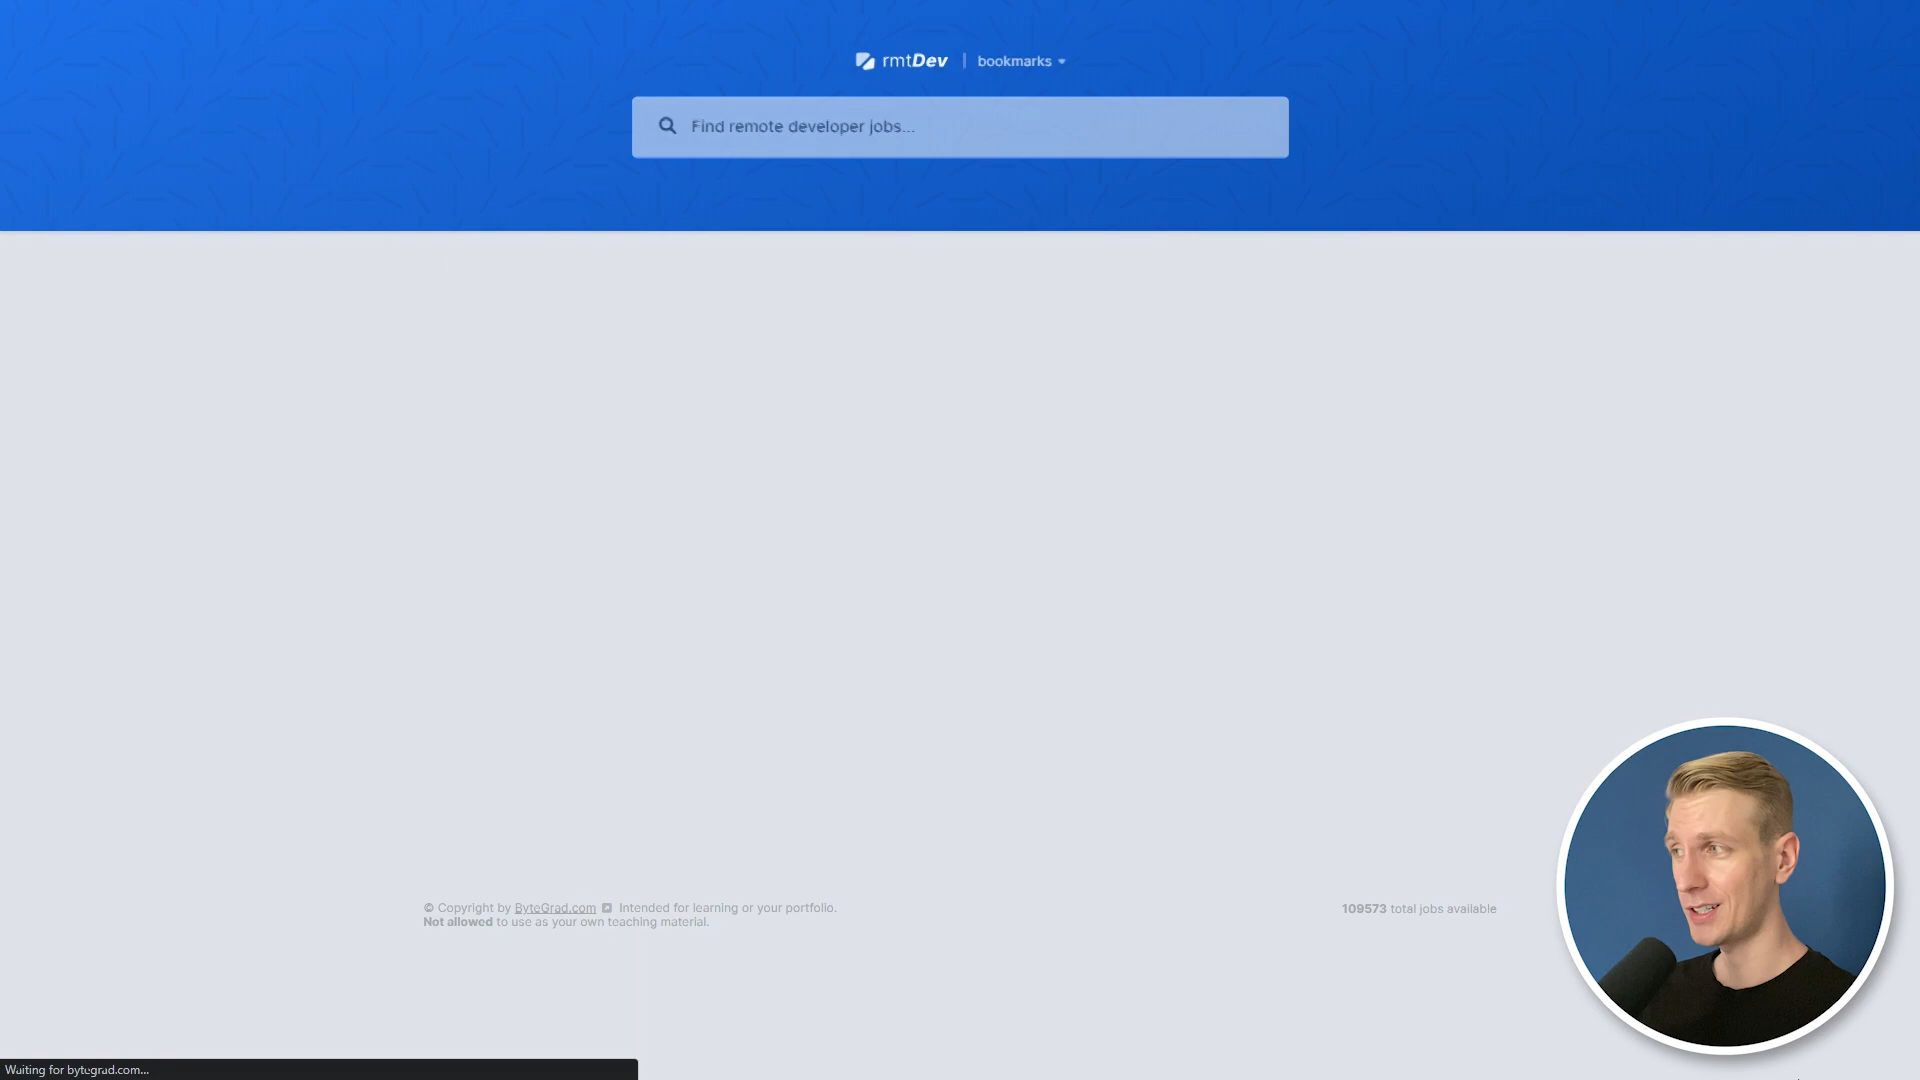 rmtDev | bookmarks
Find remote developer jobs...
© Copyright by ByteGrad.com Intended for learning or your portfolio.
Not allowed to use as your own teaching material.
109573 total jobs available
Waiting for bytegrad.com...